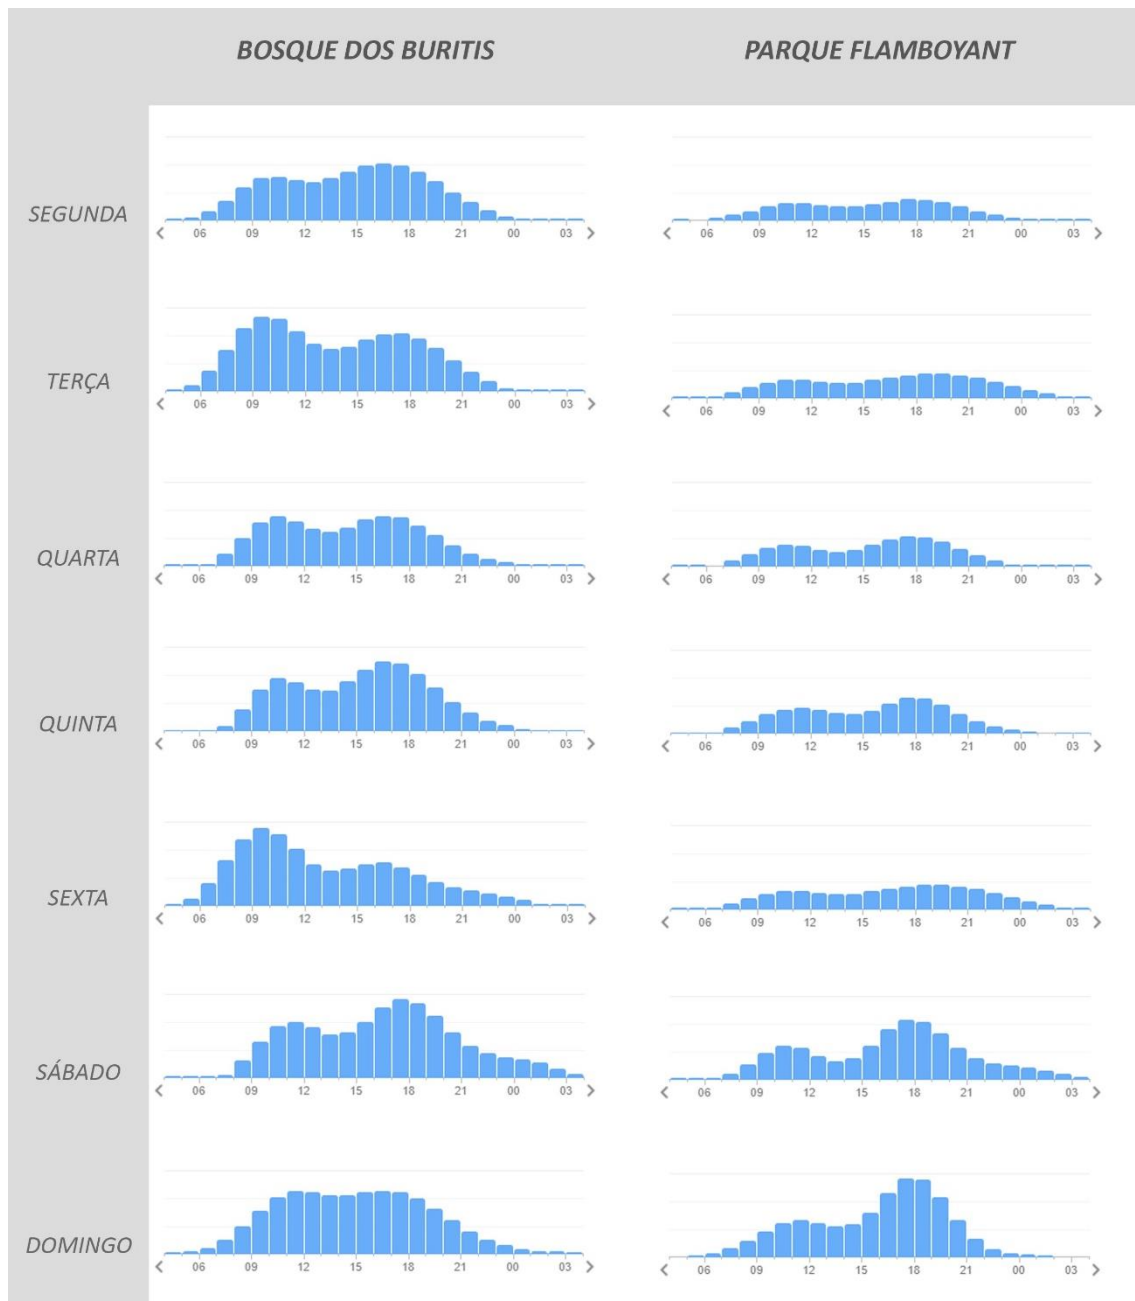 BOSQUE DOS BURITIS PARQUE FLAMBOYANT
SEGUNDA
< 06 09 12 15 18 21 00 03 > < 06 09 12 15 18 21 00 03 >
TERÇA
< 06 09 12 15 18 21 00 03 > < 06 09 12 15 18 21 00 03 >
QUARTA
< 06 09 12 15 18 21 00 03 > < 06 09 12 15 18 21 00 03 >
QUINTA
< 06 09 12 15 18 21 00 03 > < 06 09 12 15 18 21 00 03 >
SEXTA
< 06 09 12 15 18 21 00 03 > < 06 09 12 15 18 21 00 03 >
SÁBADO
< 06 09 12 15 18 21 00 03 > < 06 09 12 15 18 21 00 03 >
DOMINGO
< 06 09 12 15 18 21 00 03 > < 06 09 12 15 18 21 00 03 >